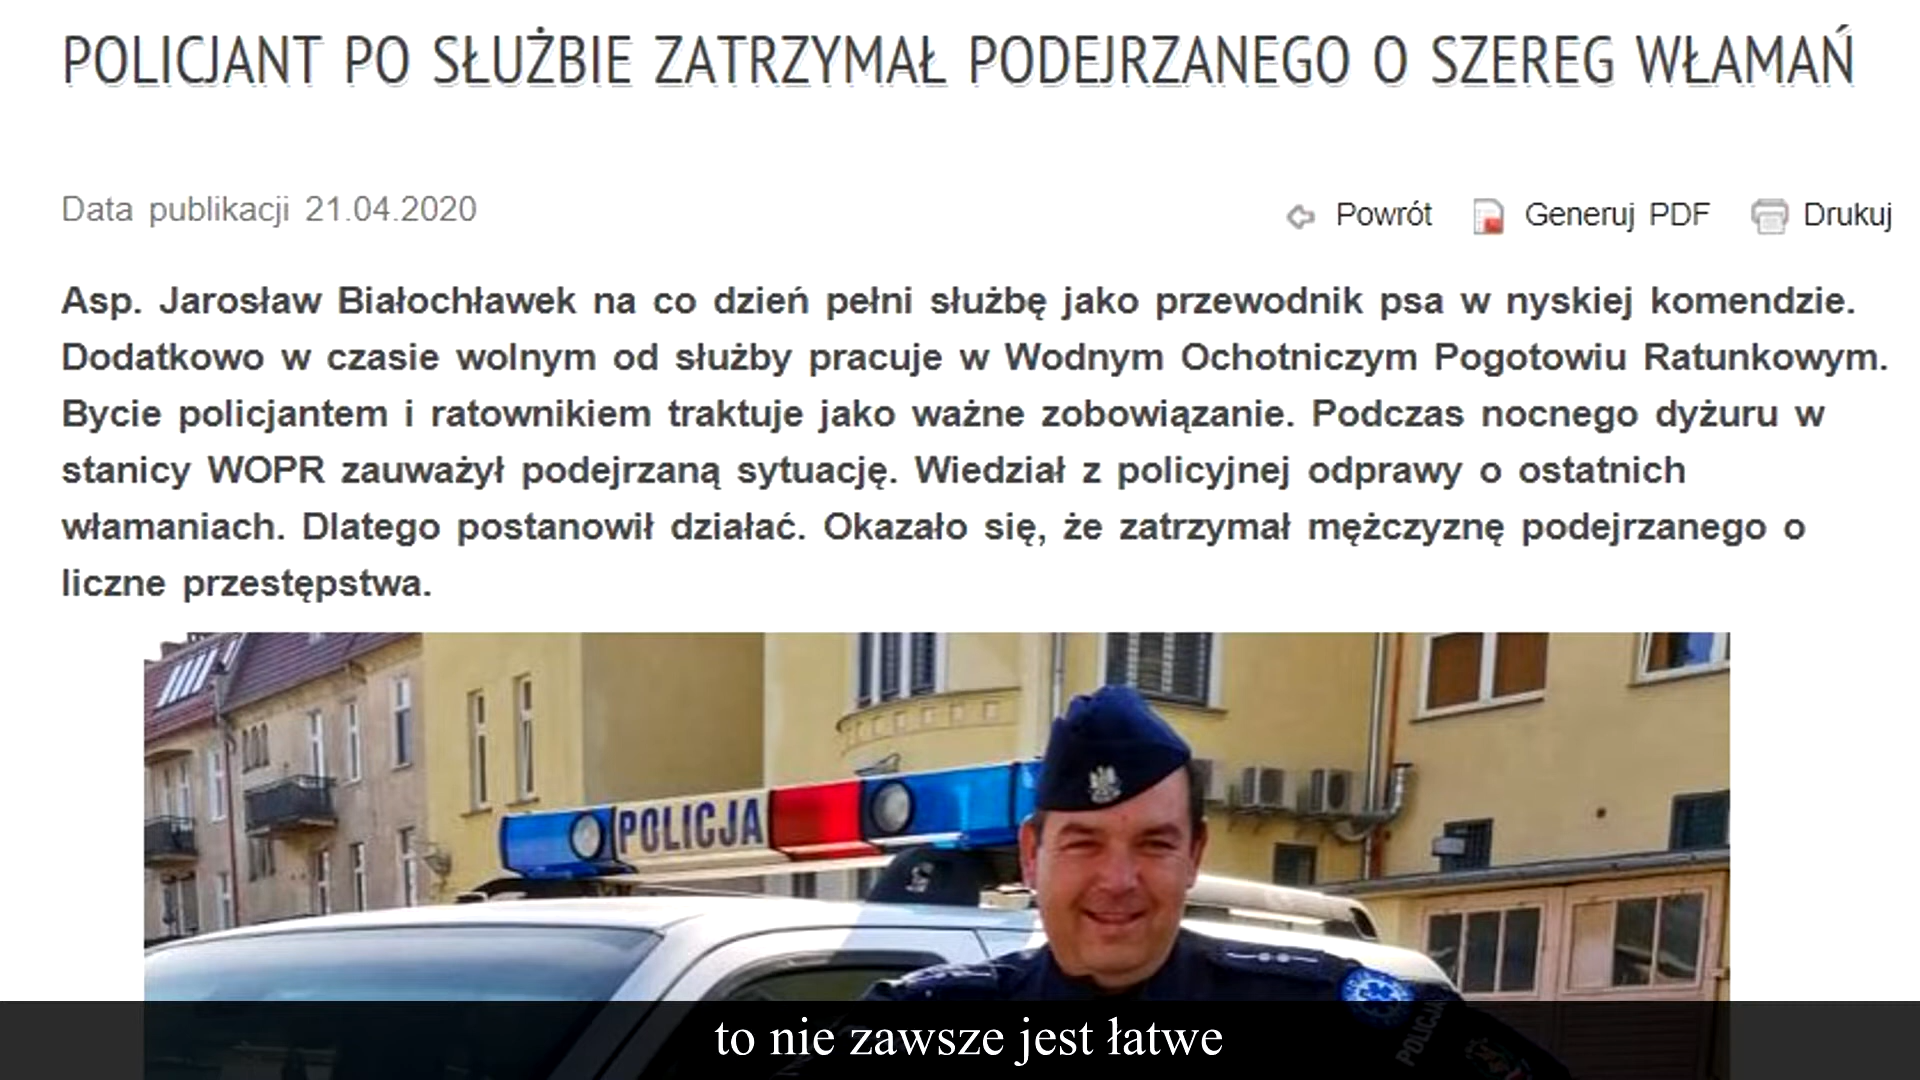 POLICJANT PO SŁUŻBIE ZATRZYMAŁ PODEJRZANEGO O SZEREG WŁAMAŃ
Data publikacji 21.04.2020
Powrót Generuj PDF Drukuj
Asp. Jarosław Białochławek na co dzień pełni służbę jako przewodnik psa w nyskiej komendzie.
Dodatkowo w czasie wolnym od służby pracuje w Wodnym Ochotniczym Pogotowiu Ratunkowym.
Bycie policjantem i ratownikiem traktuje jako ważne zobowiązanie. Podczas nocnego dyżuru w
stanicy WOPR zauważył podejrzaną sytuację. Wiedział z policyjnej odprawy o ostatnich
włamaniach. Dlatego postanowił działać. Okazało się, że zatrzymał mężczyznę podejrzanego o
liczne przestępstwa.
POLICJA
POLICJA
to nie zawsze jest łatwe